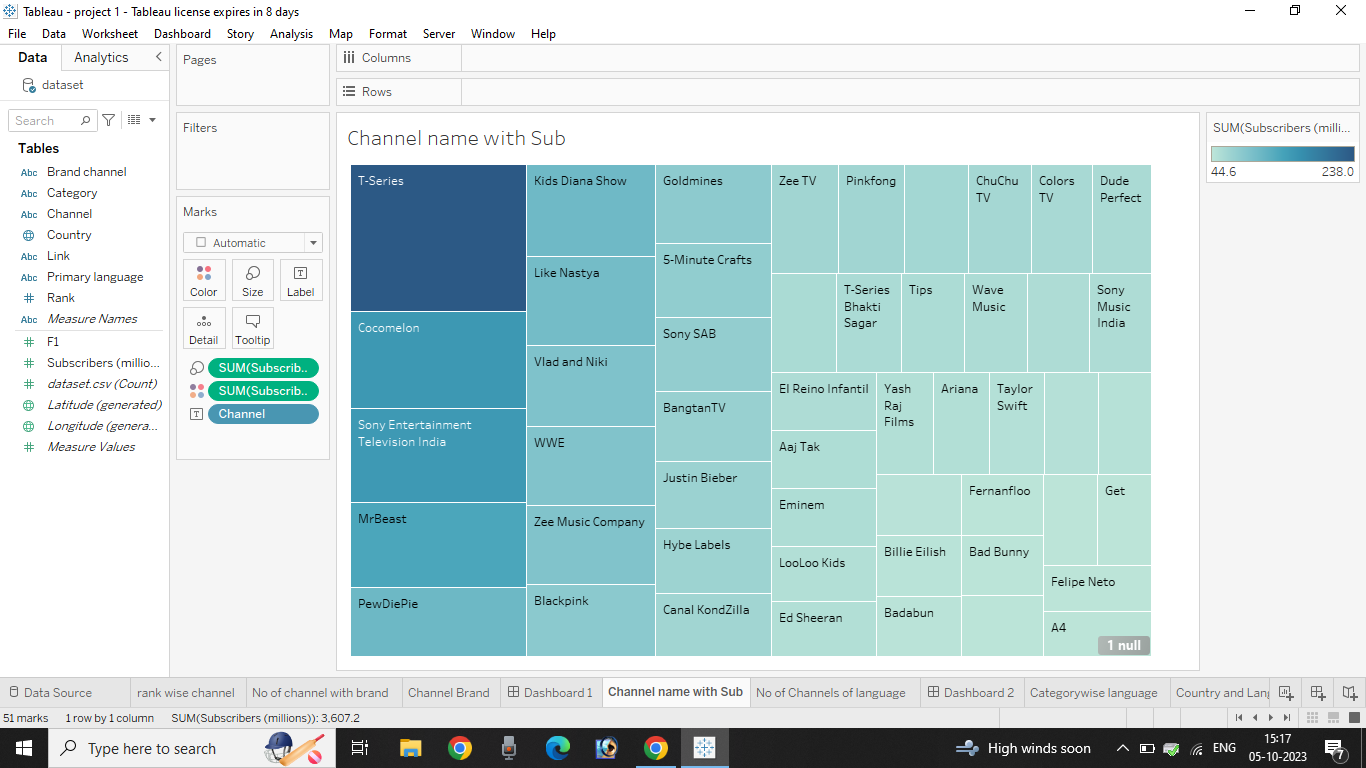 Tableau - project 1 - Tableau license expires in 8 days
File Data Worksheet Dashboard Story Analysis Map Format Server Window Help
Data Analytics
dataset
Search
Tables
Abc Brand channel
Abc Category
Abc Channel
Country
Abc Link
Abc Primary language
# Rank
Abc Measure Names
# F1
# Subscribers (millio...
# dataset.csv (Count)
Latitude (generated)
Longitude (genera...
# Measure Values
Pages
Filters
Marks
Automatic
Color Size Label
Detail Tooltip
SUM(Subscrib..
SUM(Subscrib..
Channel
Columns
Rows
Channel name with Sub
T-Series
Cocomelon
Sony Entertainment
Television India
MrBeast
PewDiePie
Kids Diana Show
Like Nastya
Vlad and Niki
WWE
Zee Music Company
Blackpink
Goldmines
5-Minute Crafts
Sony SAB
BangtanTV
Justin Bieber
Hybe Labels
Canal KondZilla
Zee TV
Pinkfong
ChuChu
TV
Colors
TV
Dude
Perfect
T-Series
Bhakti
Sagar
Tips
Wave
Music
Sony
Music
India
El Reino Infantil
Aaj Tak
Eminem
LooLoo Kids
Ed Sheeran
Yash
Raj
Films
Ariana
Taylor
Swift
Fernanfloo
Get
Billie Eilish
Bad Bunny
Badabun
Felipe Neto
A4
1 null
SUM(Subscribers (milli...
44.6 238.0
Data Source
rank wise channel
No of channel with brand
Channel Brand
Dashboard 1
Channel name with Sub
No of Channels of language
Dashboard 2
Categorywise language
Country and Lang
51 marks 1 row by 1 column SUM(Subscribers (millions)): 3,607.2
Type here to search
High winds soon
ENG
15:17
05-10-2023
7